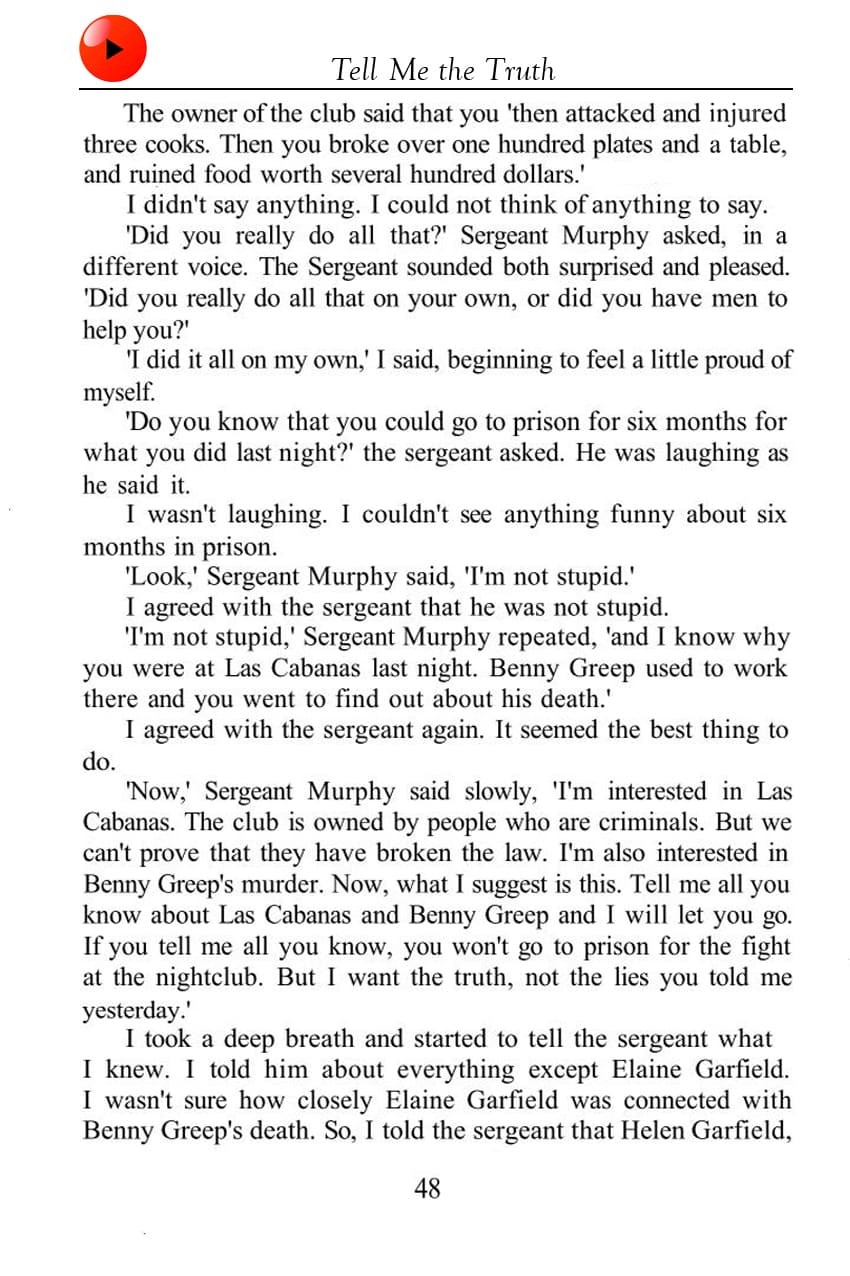 Tell Me the Truth
The owner of the club said that you 'then attacked and injured
three cooks. Then you broke over one hundred plates and a table,
and ruined food worth several hundred dollars.'
I didn't say anything. I could not think of anything to say.
'Did you really do all that?' Sergeant Murphy asked, in a
different voice. The Sergeant sounded both surprised and pleased.
'Did you really do all that on your own, or did you have men to
help you?'
'I did it all on my own,' I said, beginning to feel a little proud of
myself.
'Do you know that you could go to prison for six months for
what you did last night?' the sergeant asked. He was laughing as
he said it.
I wasn't laughing. I couldn't see anything funny about six
months in prison.
'Look,' Sergeant Murphy said, 'I'm not stupid.'
I agreed with the sergeant that he was not stupid.
'I'm not stupid,' Sergeant Murphy repeated, 'and I know why
you were at Las Cabanas last night. Benny Greep used to work
there and you went to find out about his death.'
I agreed with the sergeant again. It seemed the best thing to
do.
'Now,' Sergeant Murphy said slowly, 'I'm interested in Las
Cabanas. The club is owned by people who are criminals. But we
can't prove that they have broken the law. I'm also interested in
Benny Greep's murder. Now, what I suggest is this. Tell me all you
know about Las Cabanas and Benny Greep and I will let you go.
If you tell me all you know, you won't go to prison for the fight
at the nightclub. But I want the truth, not the lies you told me
yesterday.'
I took a deep breath and started to tell the sergeant what
I knew. I told him about everything except Elaine Garfield.
I wasn't sure how closely Elaine Garfield was connected with
Benny Greep's death. So, I told the sergeant that Helen Garfield,
48